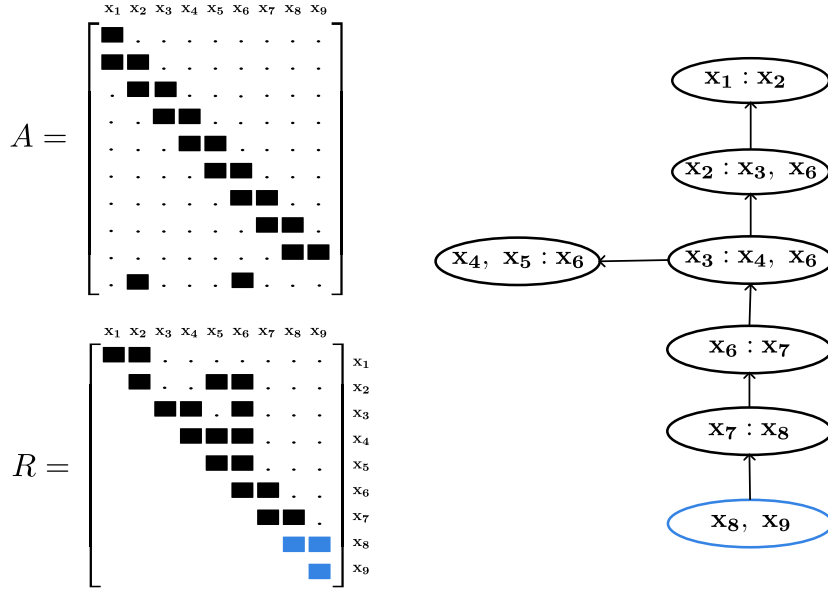 x₁ x₂ x₃ x₄ x₅ x₆ x₇ x₈ x₉
A =
x₁ x₂ x₃ x₄ x₅ x₆ x₇ x₈ x₉
x₁
x₂
x₃
x₄
x₅
x₆
x₇
x₈
x₉
R =
x₁ : x₂
x₂ : x₃, x₆
x₄, x₅ : x₆
x₃ : x₄, x₆
x₆ : x₇
x₇ : x₈
x₈, x₉